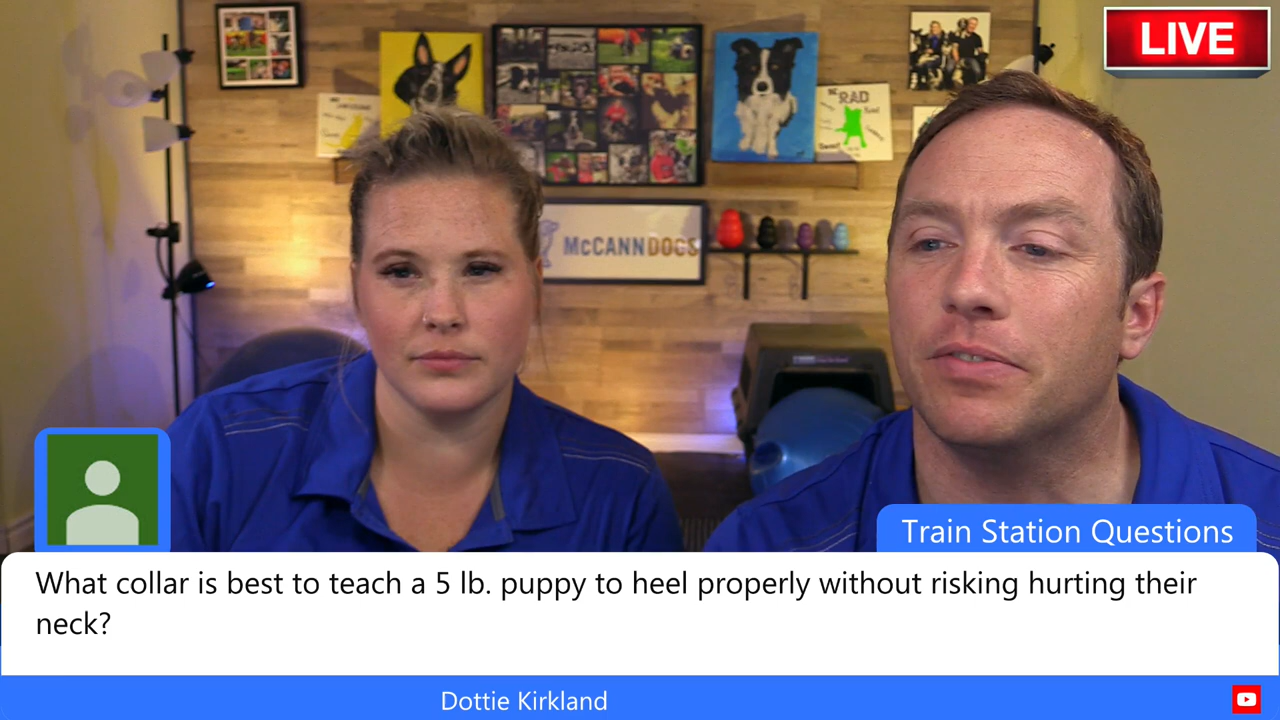 LIVE
RAD
McCANNDOGS
Train Station Questions
What collar is best to teach a 5 lb. puppy to heel properly without risking hurting their
neck?
Dottie Kirkland